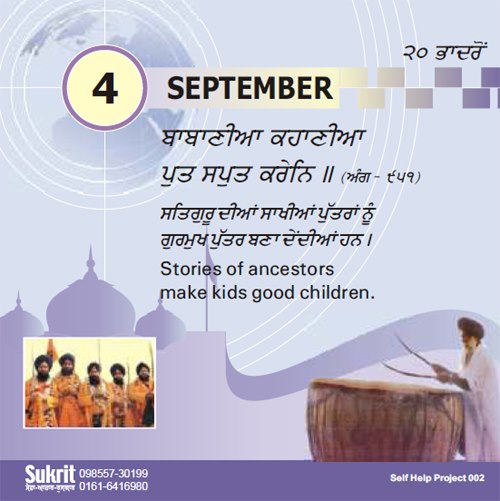 ੨੦ ਭਾਦਰੋਂ
4 SEPTEMBER
ਬਾਬਾਣੀਆ ਕਹਾਣੀਆ
ਪੁਤ ਸਪੁਤ ਕਰੇਨਿ ॥ (ਅੰਗ - ੯੫੧)
ਸਤਿਗੁਰੂ ਦੀਆਂ ਸਾਖੀਆਂ ਪੁੱਤਰਾਂ ਨੂੰ
ਗੁਰਮੁਖ ਪੁੱਤਰ ਬਣਾ ਦੇਂਦੀਆਂ ਹਨ।
Stories of ancestors
make kids good children.
Sukrit 098557-30199
0161-6416980
Self Help Project 002